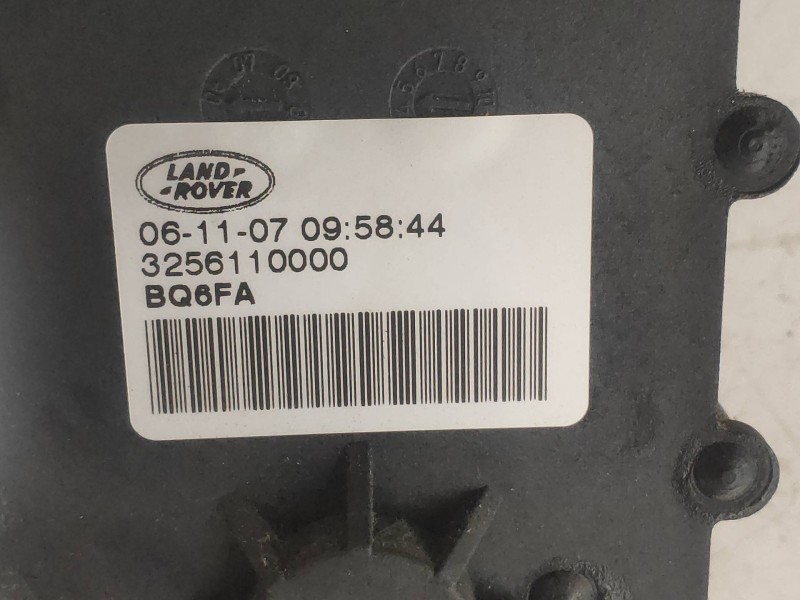 LAND
ROVER
06-11-07 09:58:44
3256110000
BQ6FA